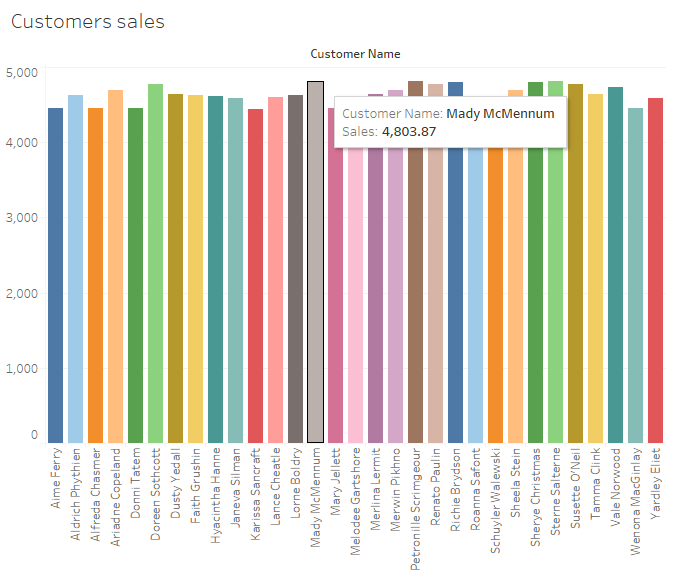 Customers sales
Customer Name
5,000
4,000
3,000
2,000
1,000
0
Customer Name: Mady McMennum
Sales: 4,803.87
Aime Ferry
Aldrich Phythien
Alfreda Chasmer
Ariadne Copeland
Donni Tatem
Doreen Sothcott
Dusty Yedall
Faith Grushin
Hyacintha Hanne
Janeva Silman
Karissa Sancraft
Lance Cheatle
Lorne Boldry
Mady McMennum
Mary Jellett
Melodee Gartshore
Merlina Lermit
Merwin Pikhno
Petronille Scrimgeour
Renato Paulin
Richie Brydson
Roanna Safont
Schuyler Walewski
Sheela Stein
Sherye Christmas
Sterne Salterne
Susette O'Neil
Tamma Clink
Vale Norwood
Wenona MacGinlay
Yardley Eliet